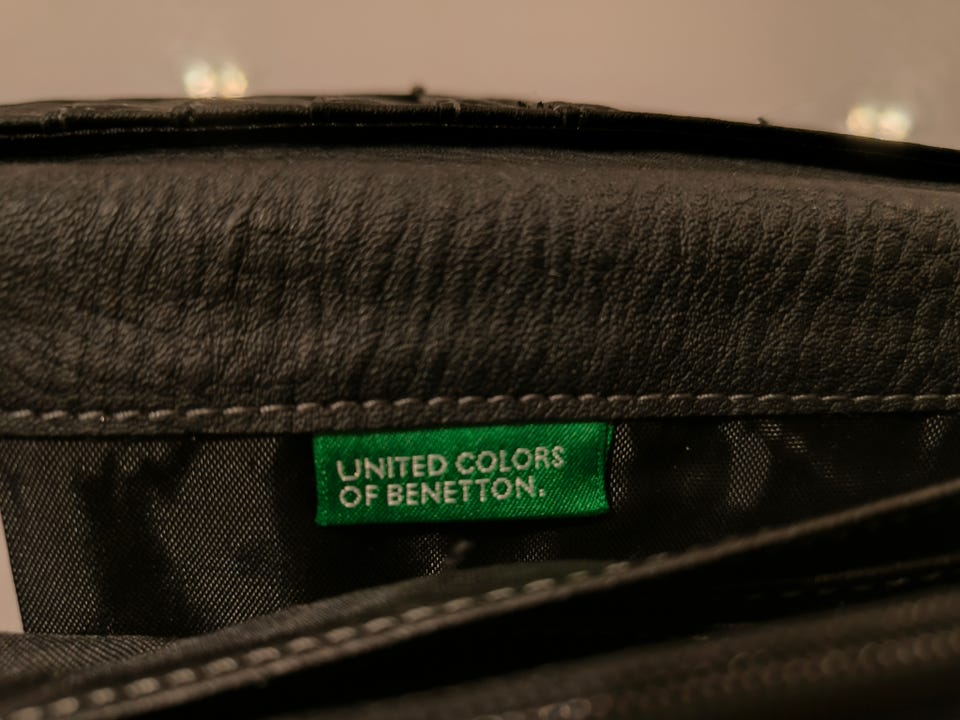 UNITED COLORS
OF BENETTON.